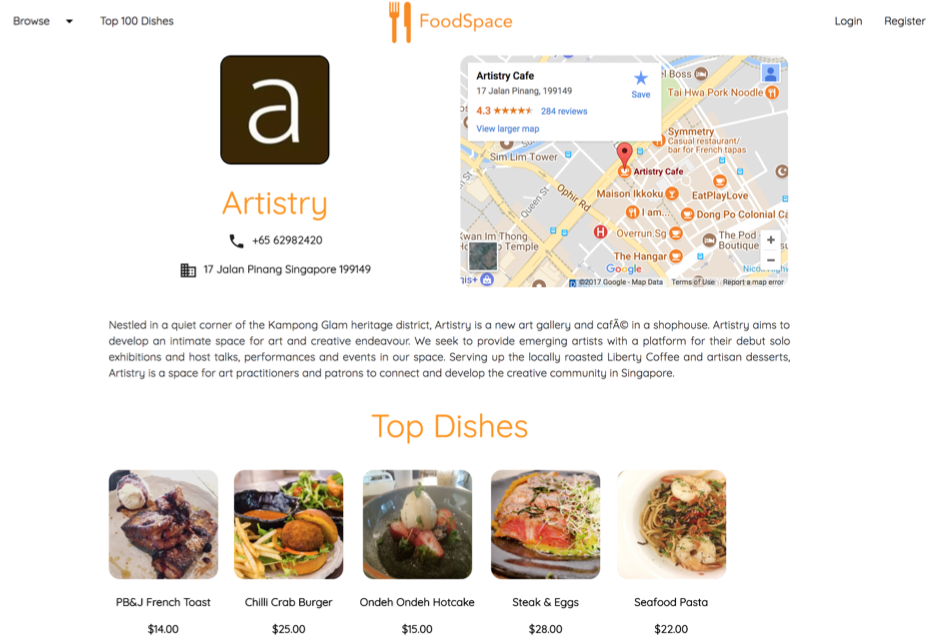 Browse
Top 100 Dishes
FoodSpace
Login
Register
a
Artistry
+65 62982420
17 Jalan Pinang Singapore 199149
Artistry Cafe
17 Jalan Pinang, 199149
4.3
284 reviews
View larger map
Save
el Boss
Tai Hwa Pork Noodle
Symmetry
Casual restaurant/
bar for French tapas
Sim Lim Tower
Artistry Cafe
Queen St
Ophir Rd
Maison Ikkoku
EatPlayLove
I am...
Dong Po Colonial Ca
H
Overrun Sg
The Pod
Boutique
Kwan Im Thong
Temple
The Hangar
+
−
Google
©2017 Google - Map Data
Terms of Use
Report a map error
Nestled in a quiet corner of the Kampong Glam heritage district, Artistry is a new art gallery and cafÃ© in a shophouse. Artistry aims to
develop an intimate space for art and creative endeavour. We seek to provide emerging artists with a platform for their debut solo
exhibitions and host talks, performances and events in our space. Serving up the locally roasted Liberty Coffee and artisan desserts,
Artistry is a space for art practitioners and patrons to connect and develop the creative community in Singapore.
Top Dishes
PB&J French Toast
Chilli Crab Burger
Ondeh Ondeh Hotcake
Steak & Eggs
Seafood Pasta
$14.00
$25.00
$15.00
$28.00
$22.00